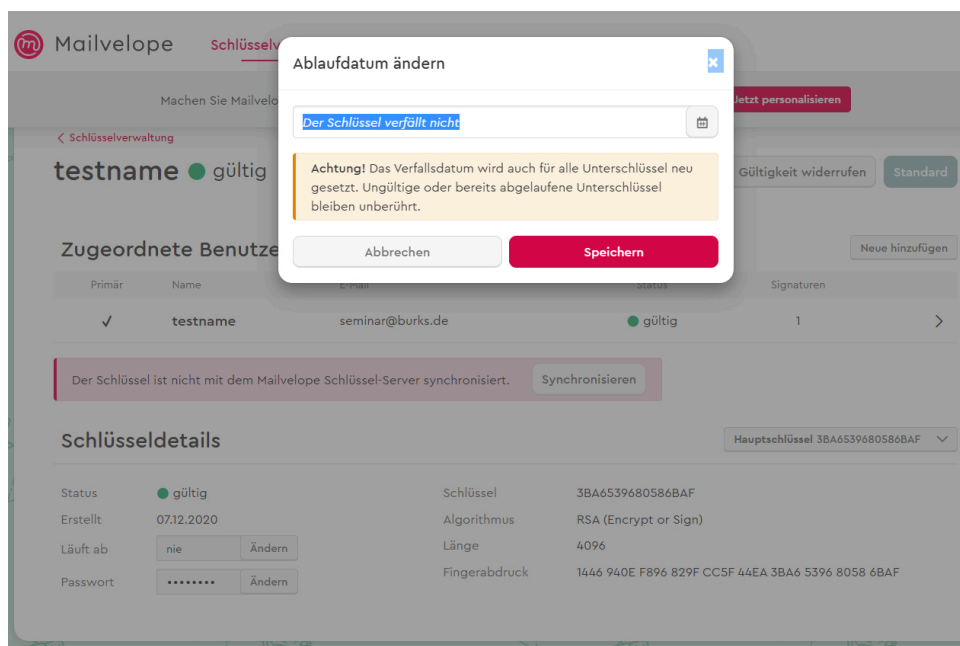 Mailvelope
Schlüsselv
Machen Sie Mailvelo
Jetzt personalisieren
Ablaufdatum ändern
Der Schlüssel verfällt nicht
Achtung! Das Verfallsdatum wird auch für alle Unterschlüssel neu
gesetzt. Ungültige oder bereits abgelaufene Unterschlüssel
bleiben unberührt.
Abbrechen
Speichern
Schlüsselverwaltung
testname gültig
Gültigkeit widerrufen
Standard
Zugeordnete Benutze
Neue hinzufügen
Primär Name E-Mail Status Signaturen
testname seminar@burks.de gültig 1
Der Schlüssel ist nicht mit dem Mailvelope Schlüssel-Server synchronisiert. Synchronisieren
Schlüsseldetails
Hauptschlüssel 3BA6539680586BAF
Status gültig Schlüssel 3BA6539680586BAF
Erstellt 07.12.2020 Algorithmus RSA (Encrypt or Sign)
Läuft ab nie Ändern Länge 4096
Passwort •••••••• Ändern Fingerabdruck 1446 940E F896 829F CC5F 44EA 3BA6 5396 8058 6BAF